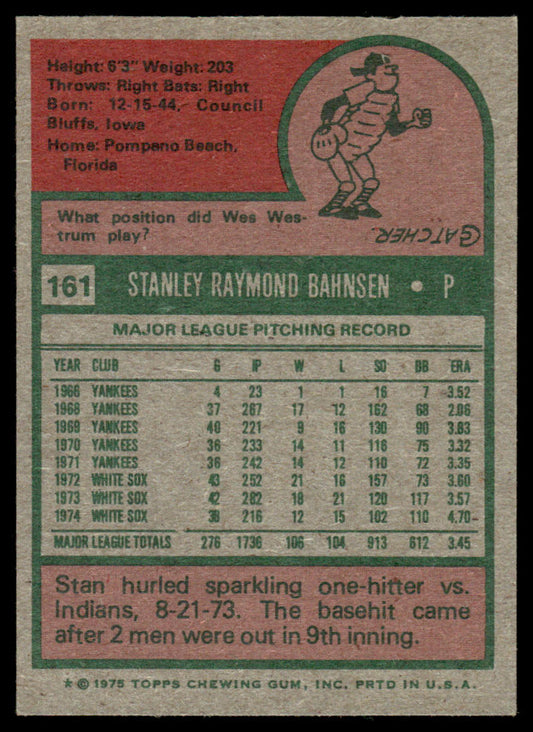 Height: 6'3" Weight: 203
Throws: Right Bats: Right
Born: 12-15-44, Council
Bluffs, Iowa
Home: Pompano Beach,
Florida
What position did Wes Wes-
trum play?
CATCHER
161 STANLEY RAYMOND BAHNSEN • P
MAJOR LEAGUE PITCHING RECORD
YEAR CLUB G IP W L SO BB ERA
1966 YANKEES 4 23 1 1 16 7 3.52
1968 YANKEES 37 267 17 12 162 68 2.06
1969 YANKEES 40 221 9 16 130 90 3.83
1970 YANKEES 36 233 14 11 116 75 3.32
1971 YANKEES 36 242 14 12 110 72 3.35
1972 WHITE SOX 43 252 21 16 157 73 3.60
1973 WHITE SOX 42 282 18 21 120 117 3.57
1974 WHITE SOX 38 216 12 15 102 110 4.70
MAJOR LEAGUE TOTALS 276 1736 106 104 913 612 3.45
Stan hurled sparkling one-hitter vs.
Indians, 8-21-73. The basehit came
after 2 men were out in 9th inning.
★ © 1975 TOPPS CHEWING GUM, INC. PRTD IN U.S.A.